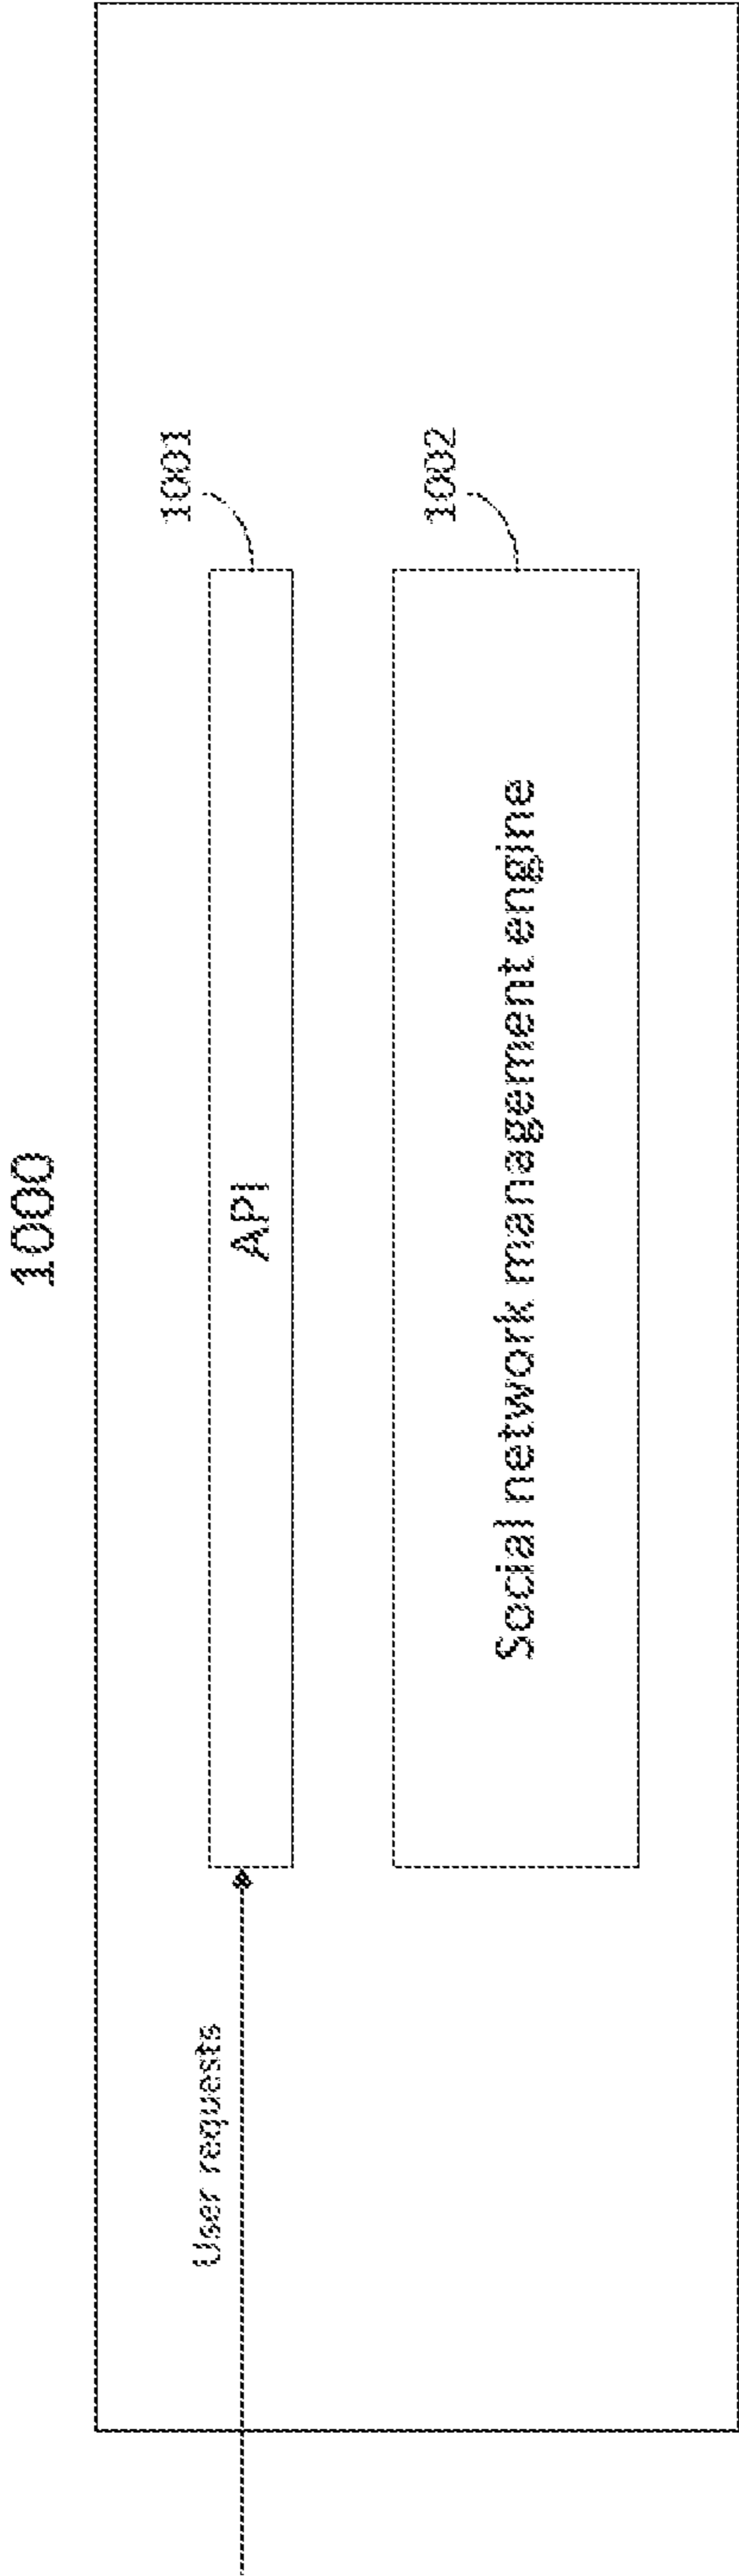 1000
User requests
API
1001
Social network management engine
1002